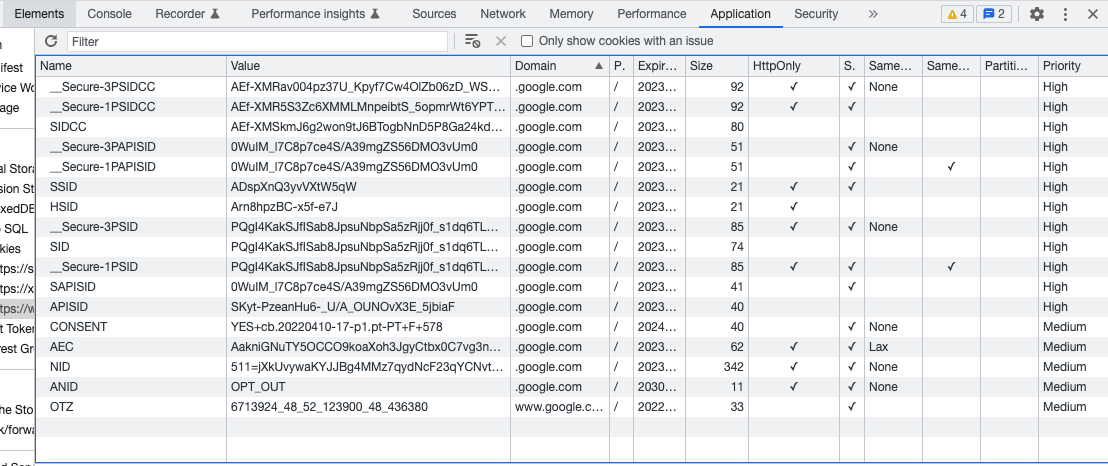 Elements Console Recorder Performance insights Sources Network Memory Performance Application Security » 4 2
Filter Only show cookies with an issue
Name Value Domain P. Expir… Size HttpOnly S. Same… Same… Partiti… Priority
ifest __Secure-3PSIDCC AEf-XMRav004pz37U_Kpyf7Cw4OlZb06zD_WS… .google.com / 2023… 92 ✓ ✓ None High
vice Wo __Secure-1PSIDCC AEf-XMR5S3Zc6XMMLMnpeibtS_5opmrWt6YPT… .google.com / 2023… 92 ✓ ✓ High
age SIDCC AEf-XMSkmJ6g2won9tJ6BTogbNnD5P8Ga24kd… .google.com / 2023… 80 High
__Secure-3PAPISID 0WuIM_I7C8p7ce4S/A39mgZS56DMO3vUm0 .google.com / 2023… 51 ✓ None High
al Stora __Secure-1PAPISID 0WuIM_I7C8p7ce4S/A39mgZS56DMO3vUm0 .google.com / 2023… 51 ✓ ✓ High
sion St SSID ADspXnQ3yvVXtW5qW .google.com / 2023… 21 ✓ ✓ High
exedDB HSID Arn8hpzBC-x5f-e7J .google.com / 2023… 21 ✓ High
SQL __Secure-3PSID PQgI4KakSJfISab8JpsuNbpSa5zRjj0f_s1dq6TL… .google.com / 2023… 85 ✓ ✓ None High
kies SID PQgI4KakSJfISab8JpsuNbpSa5zRjj0f_s1dq6TL… .google.com / 2023… 74 High
ttps://s __Secure-1PSID PQgI4KakSJfISab8JpsuNbpSa5zRjj0f_s1dq6TL… .google.com / 2023… 85 ✓ ✓ ✓ High
ttps://x SAPISID 0WuIM_I7C8p7ce4S/A39mgZS56DMO3vUm0 .google.com / 2023… 41 ✓ High
ttps://w APISID SKyt-PzeanHu6-_U/A_OUNOvX3E_5jbiaF .google.com / 2023… 40 High
t Token CONSENT YES+cb.20220410-17-p1.pt-PT+F+578 .google.com / 2024… 40 ✓ None Medium
rest Gr AEC AakniGNuTY5OCCO9koaXoh3JgyCtbx0C7vg3n… .google.com / 2023… 62 ✓ ✓ Lax Medium
NID 511=jXkUvywaKYJJBg4MMz7qydNcF23qYCNvt… .google.com / 2023… 342 ✓ ✓ None Medium
ANID OPT_OUT .google.com / 2030… 11 ✓ ✓ None Medium
he Sto OTZ 6713924_48_52_123900_48_436380 www.google.c… / 2022… 33 ✓ Medium
k/forwa